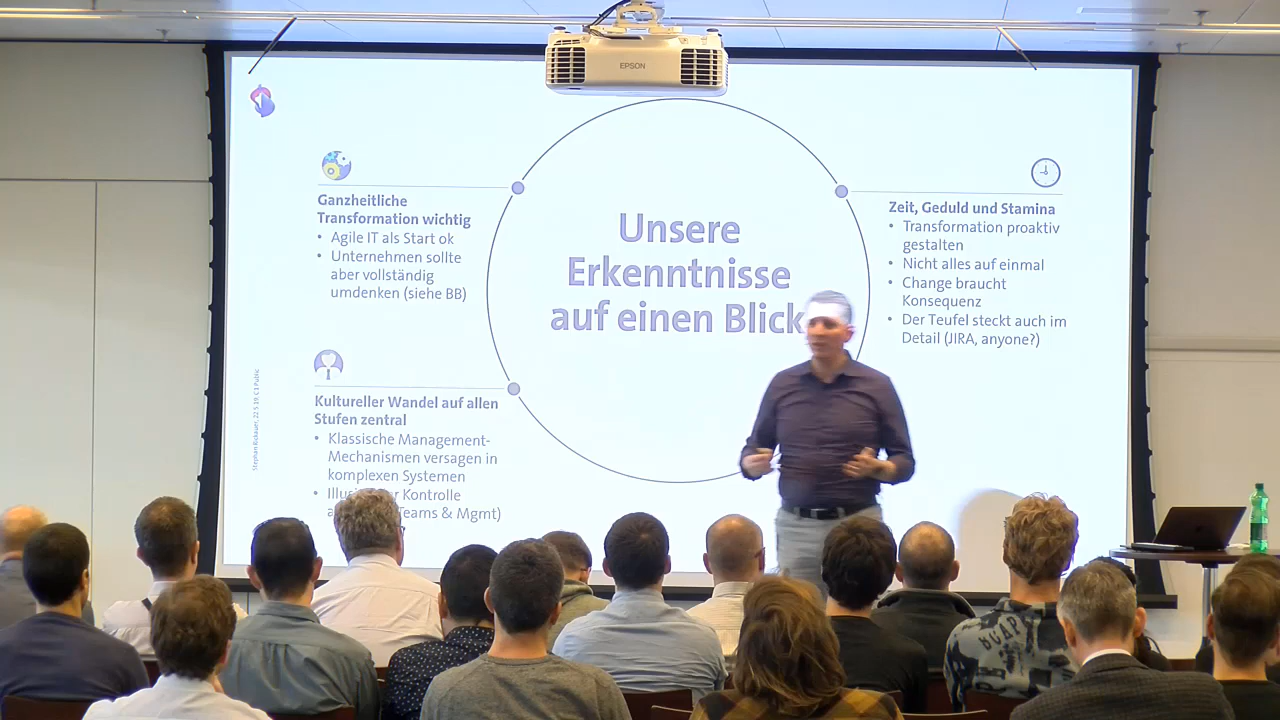 EPSON
Unsere
Erkenntnisse
auf einen Blick
Ganzheitliche
Transformation wichtig
• Agile IT als Start ok
• Unternehmen sollte
aber vollständig
umdenken (siehe BB)
Zeit, Geduld und Stamina
• Transformation proaktiv
gestalten
• Nicht alles auf einmal
• Change braucht
Konsequenz
• Der Teufel steckt auch im
Detail (JIRA, anyone?)
Kultureller Wandel auf allen
Stufen zentral
• Klassische Management-
Mechanismen versagen in
komplexen Systemen
• Kontrolle
Teams & Mgmt)